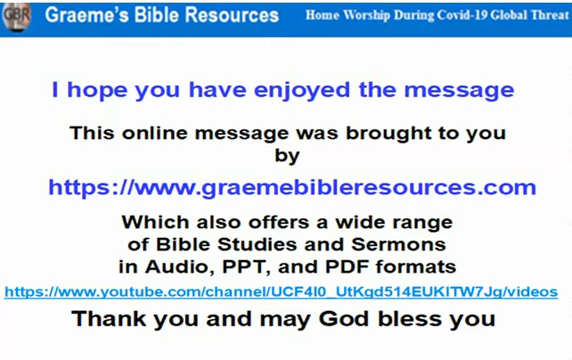 GBR Graeme's Bible Resources Home Worship During Covid-19 Global Threat
I hope you have enjoyed the message
This online message was brought to you
by
https://www.graemebibleresources.com
Which also offers a wide range
of Bible Studies and Sermons
in Audio, PPT, and PDF formats
https://www.youtube.com/channel/UCF4I0_UtKgd514EUKITW7Jg/videos
Thank you and may God bless you